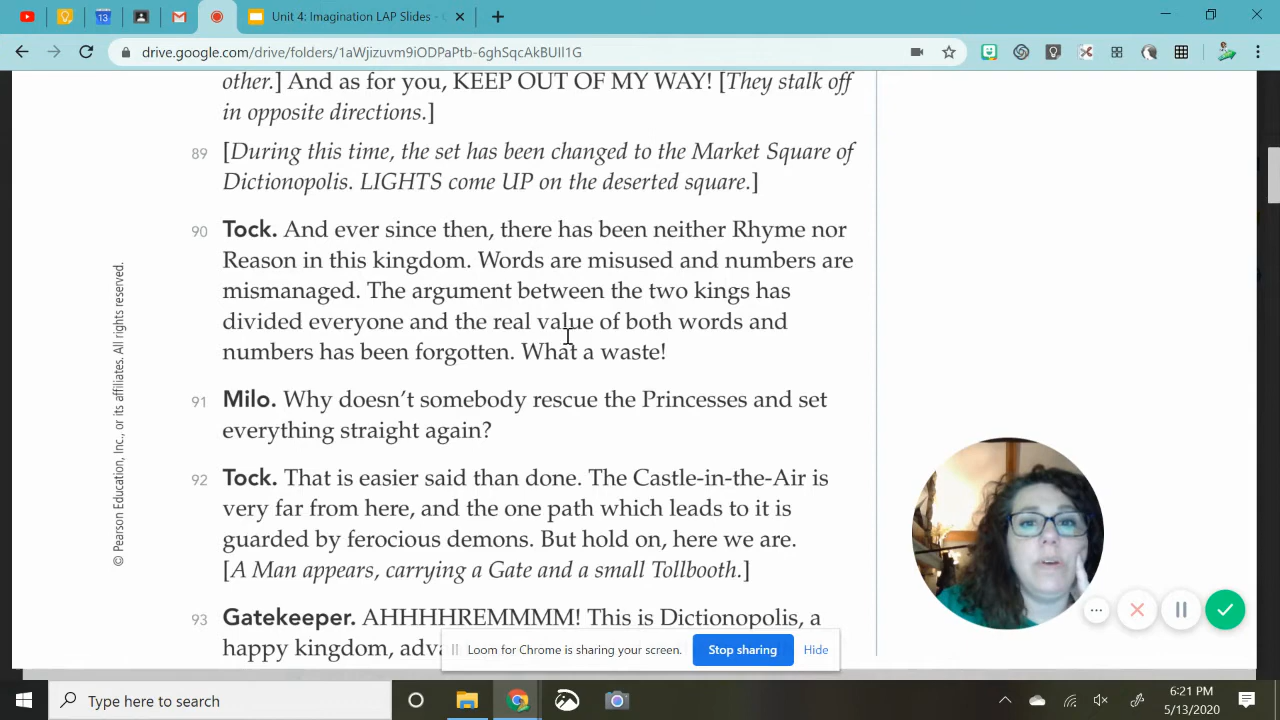 13
Unit 4: Imagination LAP Slides -
drive.google.com/drive/folders/1aWjizuvm9iODPaPtb-6ghSqcAkBUIl1G
other.] And as for you, KEEP OUT OF MY WAY! [They stalk off
in opposite directions.]
89 [During this time, the set has been changed to the Market Square of
Dictionopolis. LIGHTS come UP on the deserted square.]
90 Tock. And ever since then, there has been neither Rhyme nor
Reason in this kingdom. Words are misused and numbers are
mismanaged. The argument between the two kings has
divided everyone and the real value of both words and
numbers has been forgotten. What a waste!
91 Milo. Why doesn't somebody rescue the Princesses and set
everything straight again?
92 Tock. That is easier said than done. The Castle-in-the-Air is
very far from here, and the one path which leads to it is
guarded by ferocious demons. But hold on, here we are.
[A Man appears, carrying a Gate and a small Tollbooth.]
93 Gatekeeper. AHHHHREMMMM! This is Dictionopolis, a
happy kingdom, adv
© Pearson Education, Inc., or its affiliates. All rights reserved.
Loom for Chrome is sharing your screen.
Stop sharing
Hide
Type here to search
6:21 PM
5/13/2020